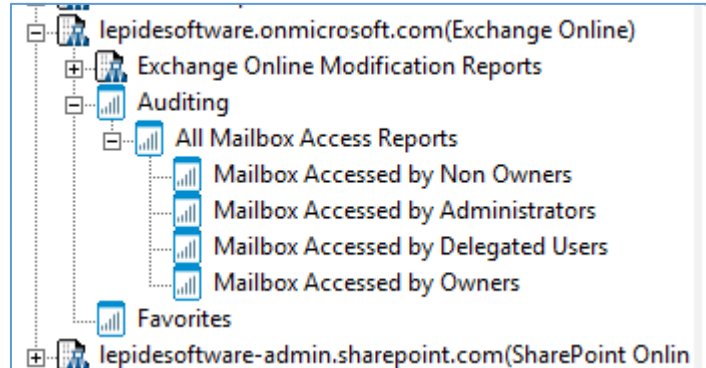 lepidesoftware.onmicrosoft.com(Exchange Online)
Exchange Online Modification Reports
Auditing
All Mailbox Access Reports
Mailbox Accessed by Non Owners
Mailbox Accessed by Administrators
Mailbox Accessed by Delegated Users
Mailbox Accessed by Owners
Favorites
lepidesoftware-admin.sharepoint.com(SharePoint Onlin